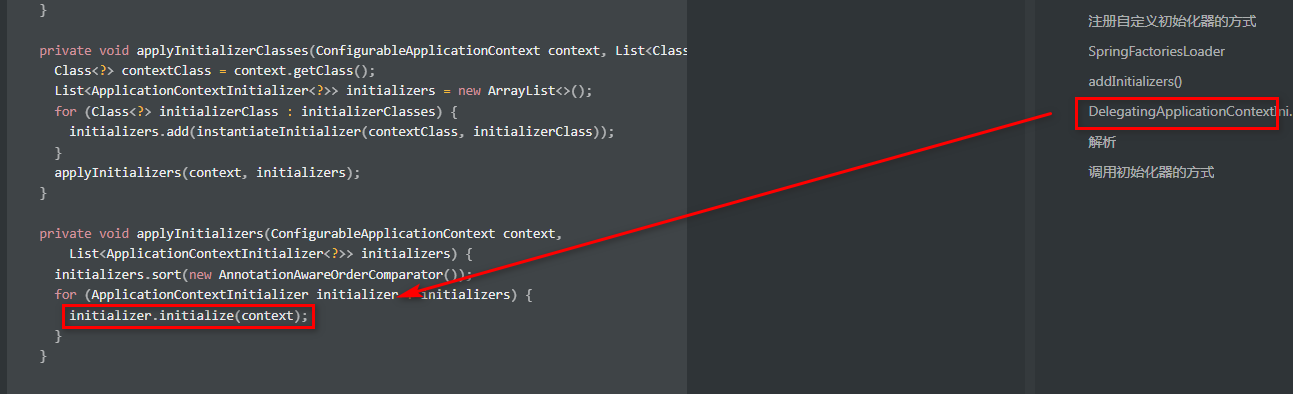 }
private void applyInitializerClasses(ConfigurableApplicationContext context, List<Clas
Class<?> contextClass = context.getClass();
List<ApplicationContextInitializer<?>> initializers = new ArrayList<>();
for (Class<?> initializerClass : initializerClasses) {
initializers.add(instantiateInitializer(contextClass, initializerClass));
}
applyInitializers(context, initializers);
}
private void applyInitializers(ConfigurableApplicationContext context,
List<ApplicationContextInitializer<?>> initializers) {
initializers.sort(new AnnotationAwareOrderComparator());
for (ApplicationContextInitializer initializer initializers) {
initializer.initialize(context);
}
}
注册自定义初始化器的方式
SpringFactoriesLoader
addInitializers()
DelegatingApplicationContextIni...
解析
调用初始化器的方式